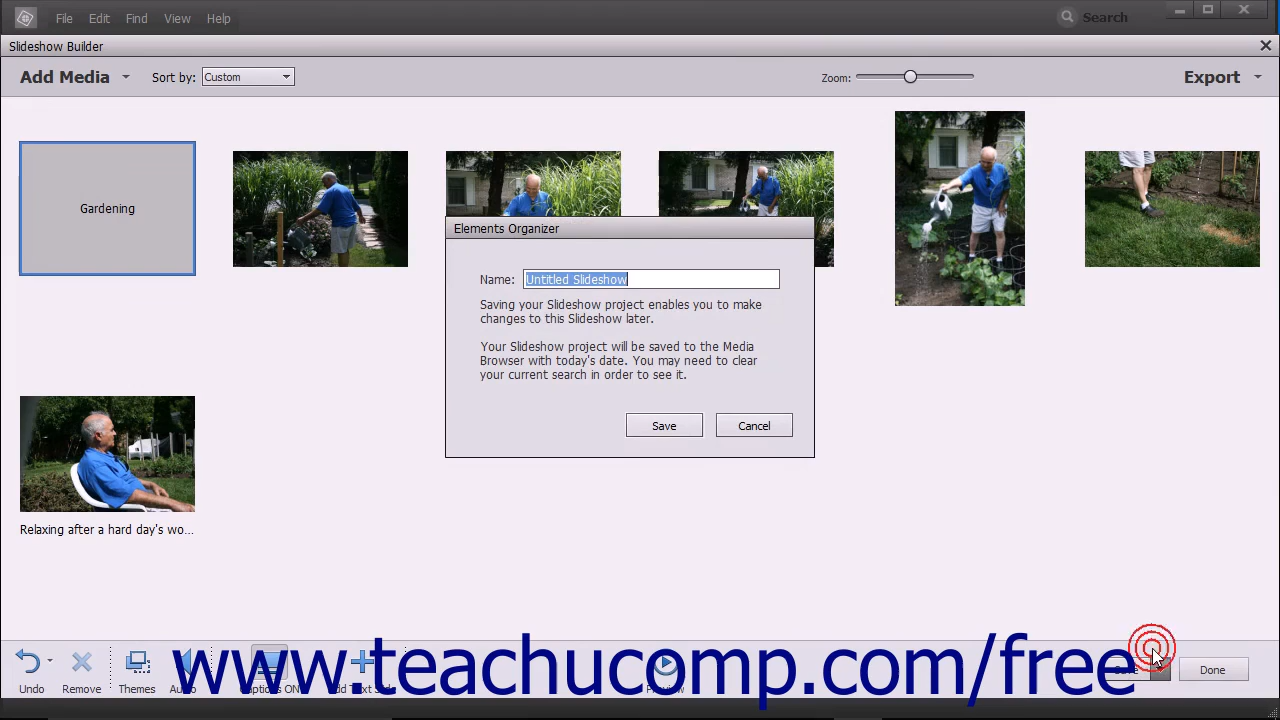 File Edit Find View Help Search
Slideshow Builder
Add Media Sort by: Custom Zoom: Export
Gardening
Elements Organizer
Name: Untitled Slideshow
Saving your Slideshow project enables you to make
changes to this Slideshow later.
Your Slideshow project will be saved to the Media
Browser with today's date. You may need to clear
your current search in order to see it.
Save Cancel
Relaxing after a hard day's wo...
www.teachucomp.com/free
Save Done
Undo Remove Themes